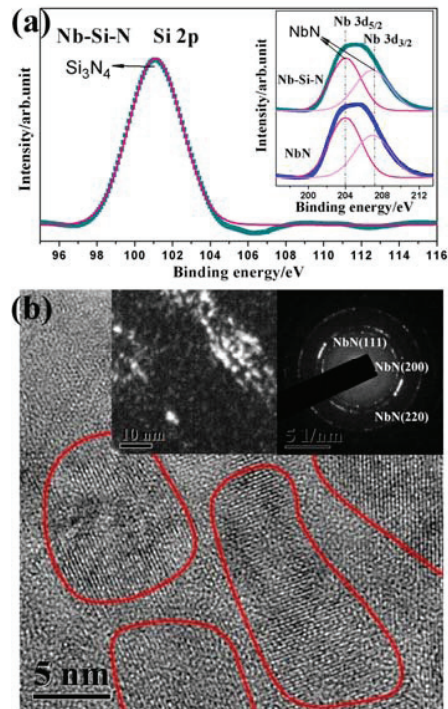 (a)
Nb-Si-N Si 2p
Si3N4
Intensity/arb.unit
96 98 100 102 104 106 108 110 112 114 116
Binding energy/eV
Nb 3d5/2
NbN Nb 3d3/2
Nb-Si-N
NbN
Intensity/arb.unit
200 204 208 212
Binding energy/eV
(b)
10 nm
NbN(111)
NbN(200)
NbN(220)
5 1/nm
5 nm